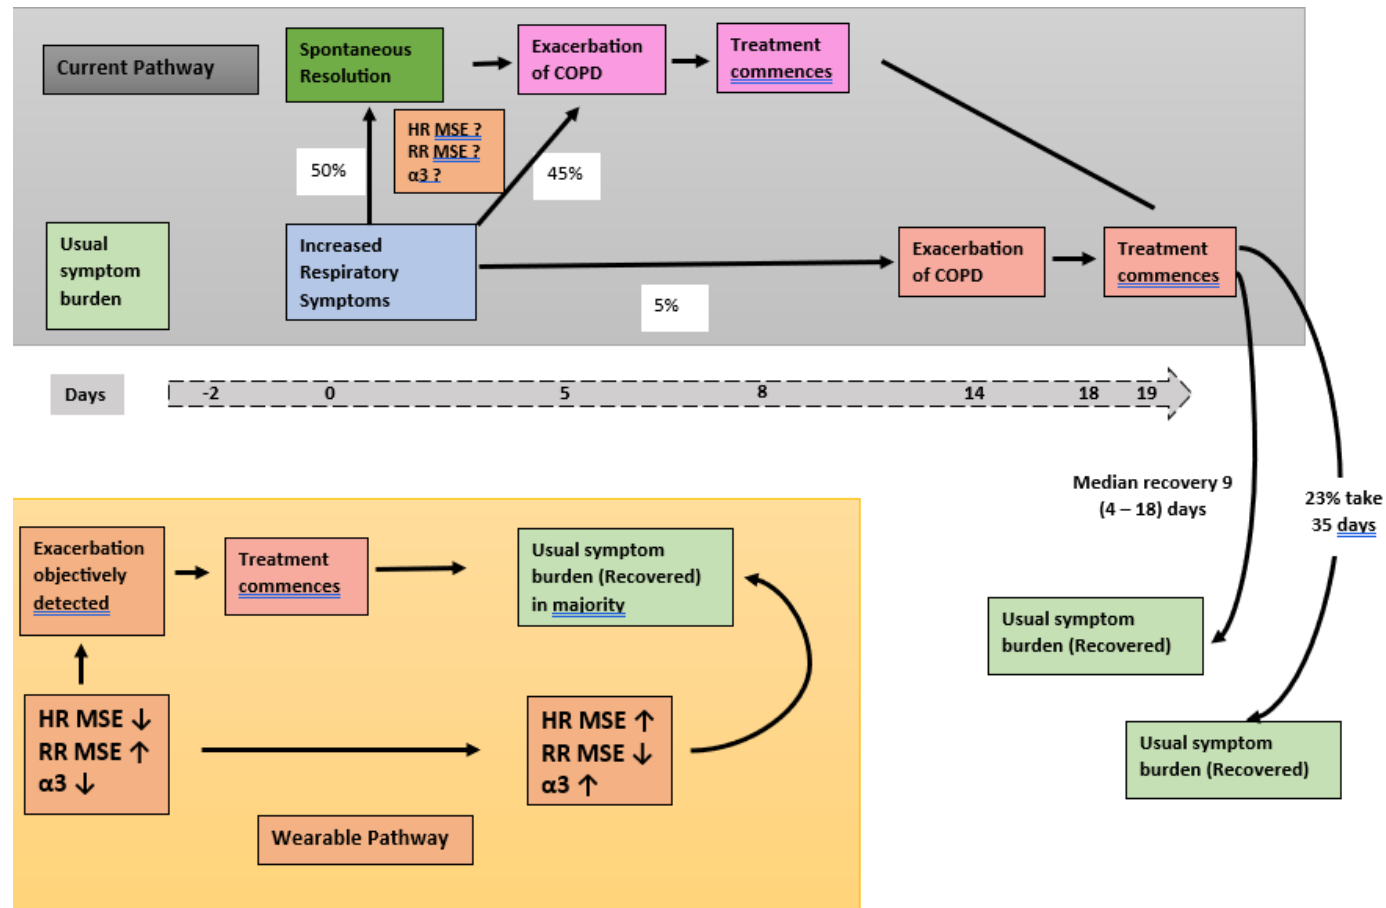 Current Pathway
Spontaneous
Resolution
Exacerbation
of COPD
Treatment
commences
HR MSE ?
RR MSE ?
α3 ?
50%
45%
Usual
symptom
burden
Increased
Respiratory
Symptoms
5%
Exacerbation
of COPD
Treatment
commences
Days
-2 0 5 8 14 18 19
Median recovery 9
(4 – 18) days
23% take
35 days
Exacerbation
objectively
detected
Treatment
commences
Usual symptom
burden (Recovered)
in majority
HR MSE ↓
RR MSE ↑
α3 ↓
HR MSE ↑
RR MSE ↓
α3 ↑
Wearable Pathway
Usual symptom
burden (Recovered)
Usual symptom
burden (Recovered)